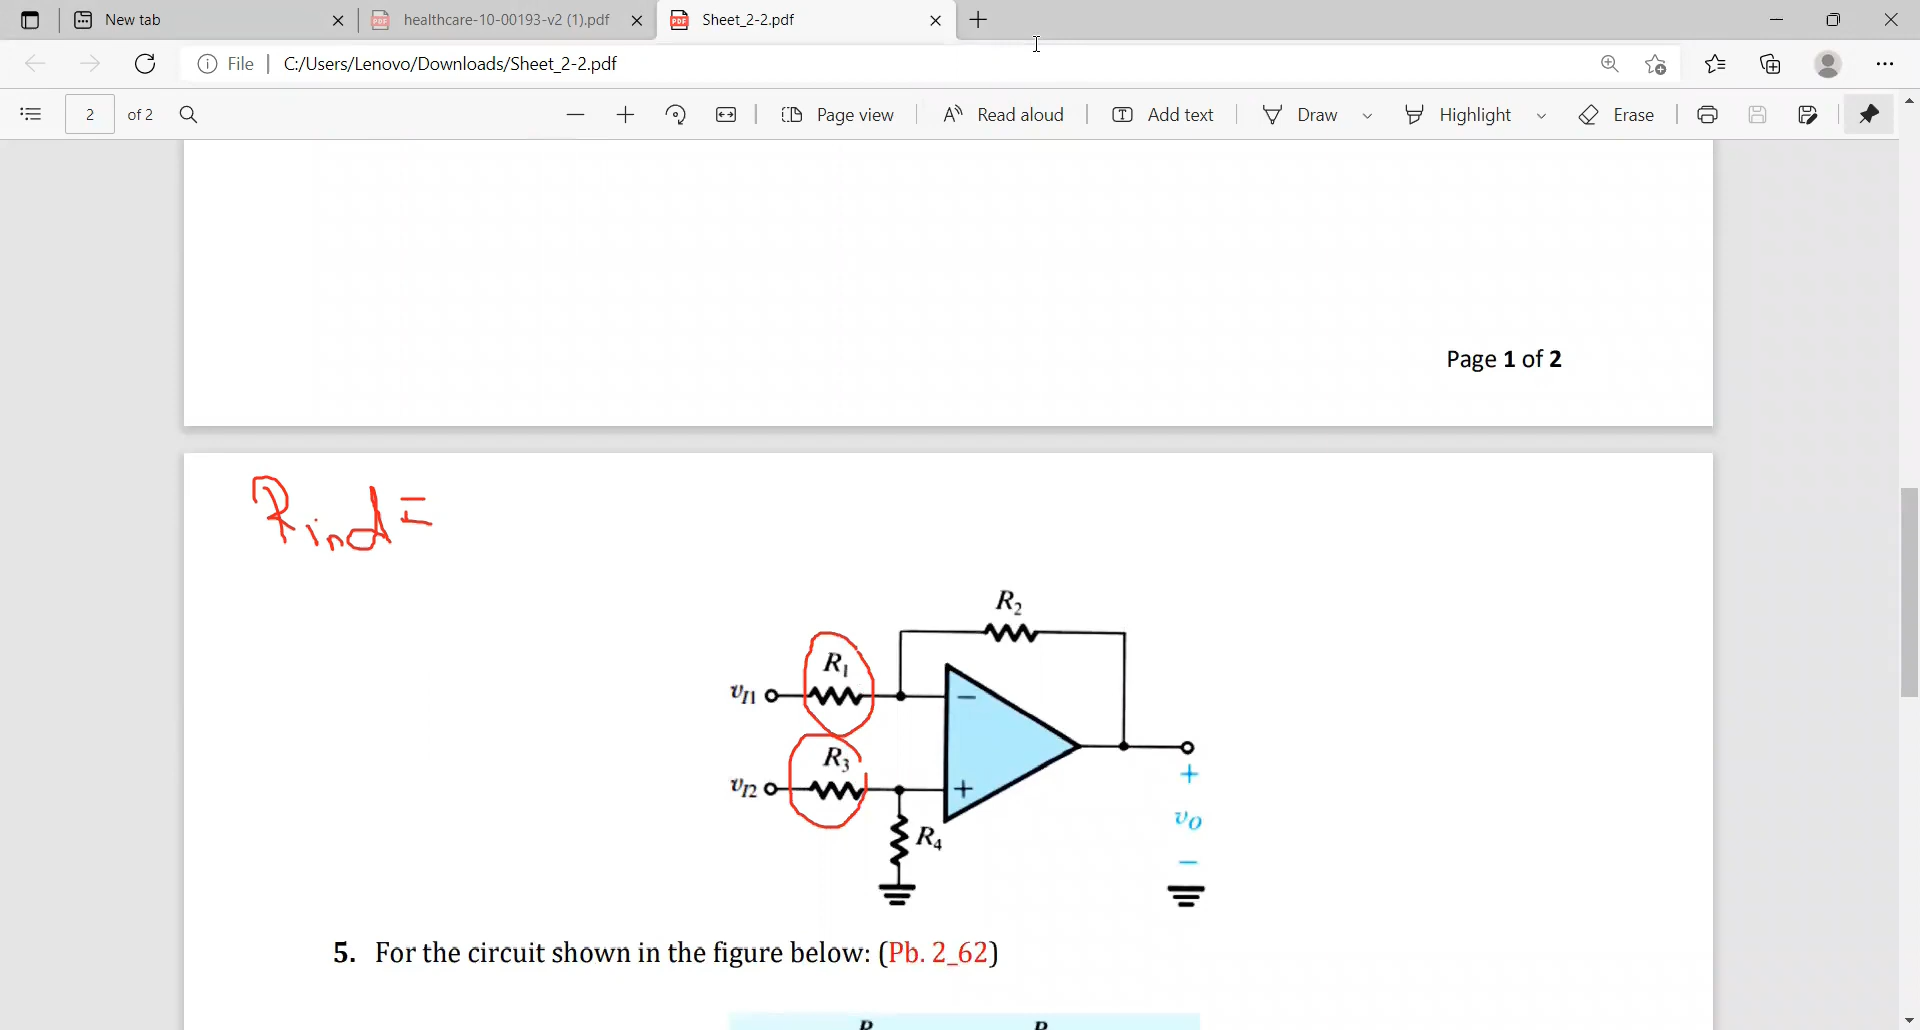 New tab
healthcare-10-00193-v2 (1).pdf
Sheet_2-2.pdf
File
C:/Users/Lenovo/Downloads/Sheet_2-2.pdf
2
of 2
Page view
Read aloud
Add text
Draw
Highlight
Erase
Page 1 of 2
Rind =
R2
R1
vI1
−
R3
vI2
+
+
R4
vO
−
5. For the circuit shown in the figure below: (Pb. 2_62)